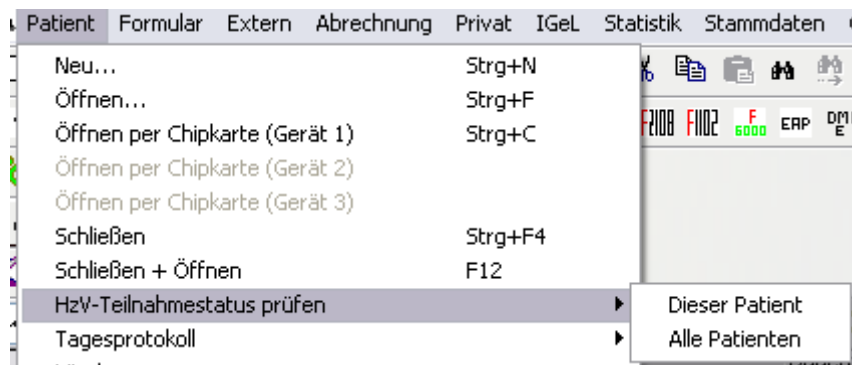 Patient Formular Extern Abrechnung Privat IGeL Statistik Stammdaten
Neu... Strg+N
Öffnen... Strg+F
Öffnen per Chipkarte (Gerät 1) Strg+C
Öffnen per Chipkarte (Gerät 2)
Öffnen per Chipkarte (Gerät 3)
Schließen Strg+F4
Schließen + Öffnen F12
HzV-Teilnahmestatus prüfen
Tagesprotokoll
Dieser Patient
Alle Patienten
F2108 F1102 F6000 EAP DM E